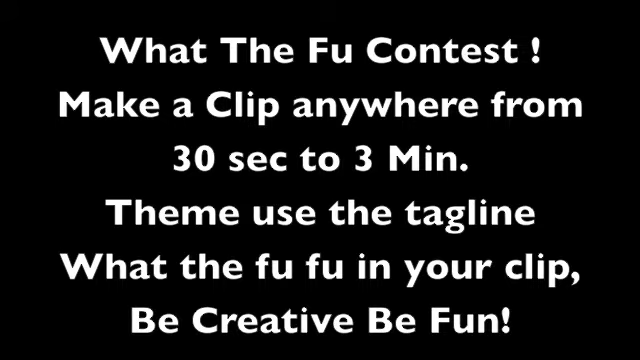 What The Fu Contest !
Make a Clip anywhere from
30 sec to 3 Min.
Theme use the tagline
What the fu fu in your clip,
Be Creative Be Fun!